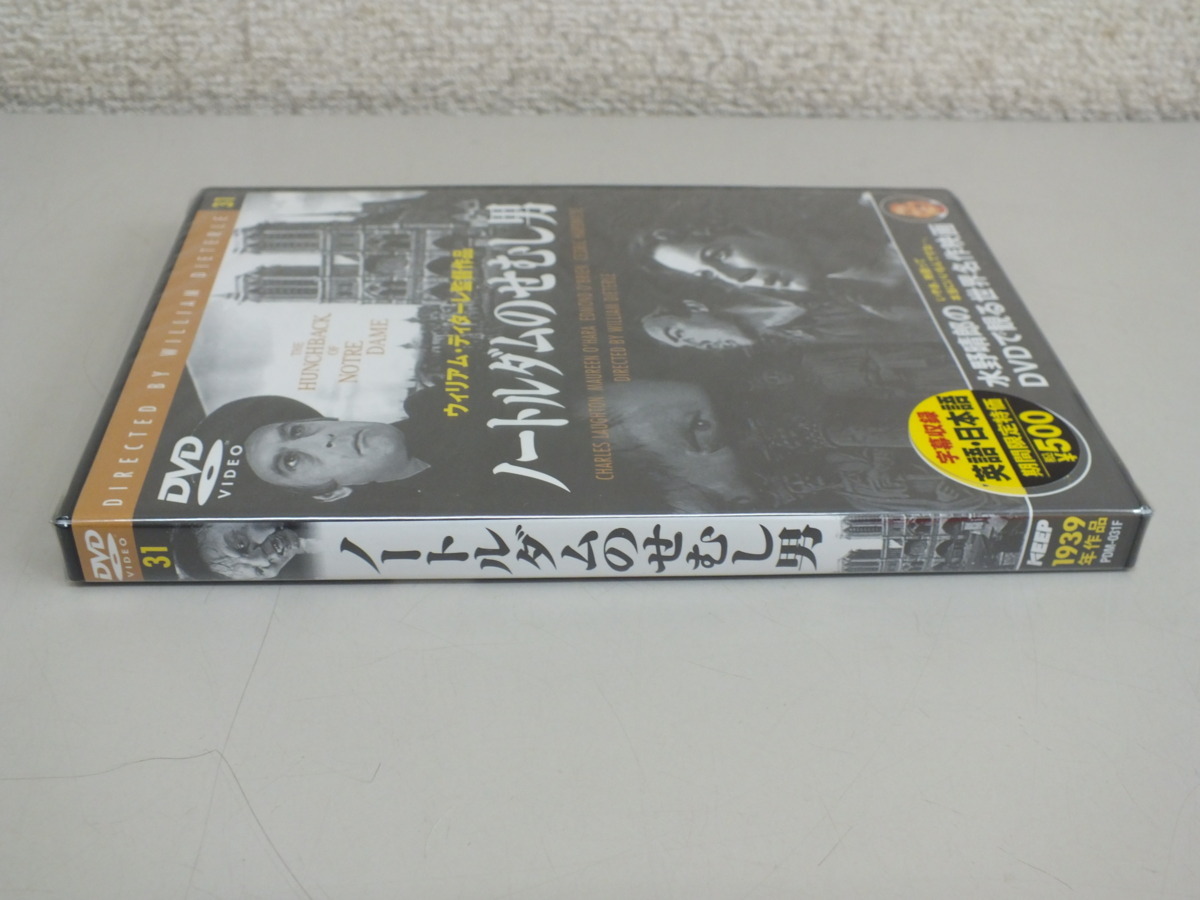 DIRECTED BY WILLIAM DIETERLE 31
THE
HUNCHBACK
OF
NOTRE
DAME
DVD
VIDEO
ウィリアム・ディターレ監督作品
ノートルダムのせむし男
CHARLES LAUGHTON MAUREEN O'HARA EDMUND O'BRIEN CEDRIC HARDWICKE
DIRECTED BY WILLIAM DIETERLE
水野晴郎の
DVDで観る世界名作映画
字幕収録
英語・日本語
期間限定特価
税込
¥500
DVD
VIDEO
31
ノートルダムのせむし男
KEEP
1939
年作品
PDM-031F